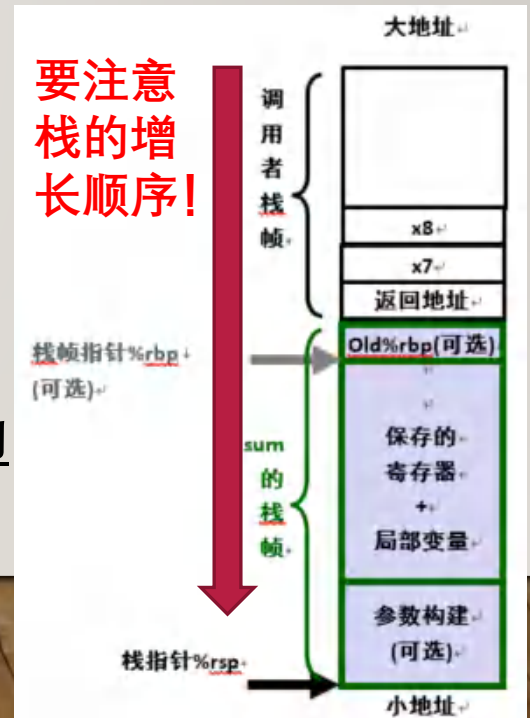 大地址
要注意
栈的增
长顺序！
调
用
者
栈
帧
x8
x7
返回地址
Old%rbp(可选)
栈帧指针%rbp
(可选)
保存的
寄存器
+
局部变量
sum
的
栈
帧
参数构建
(可选)
栈指针%rsp
小地址